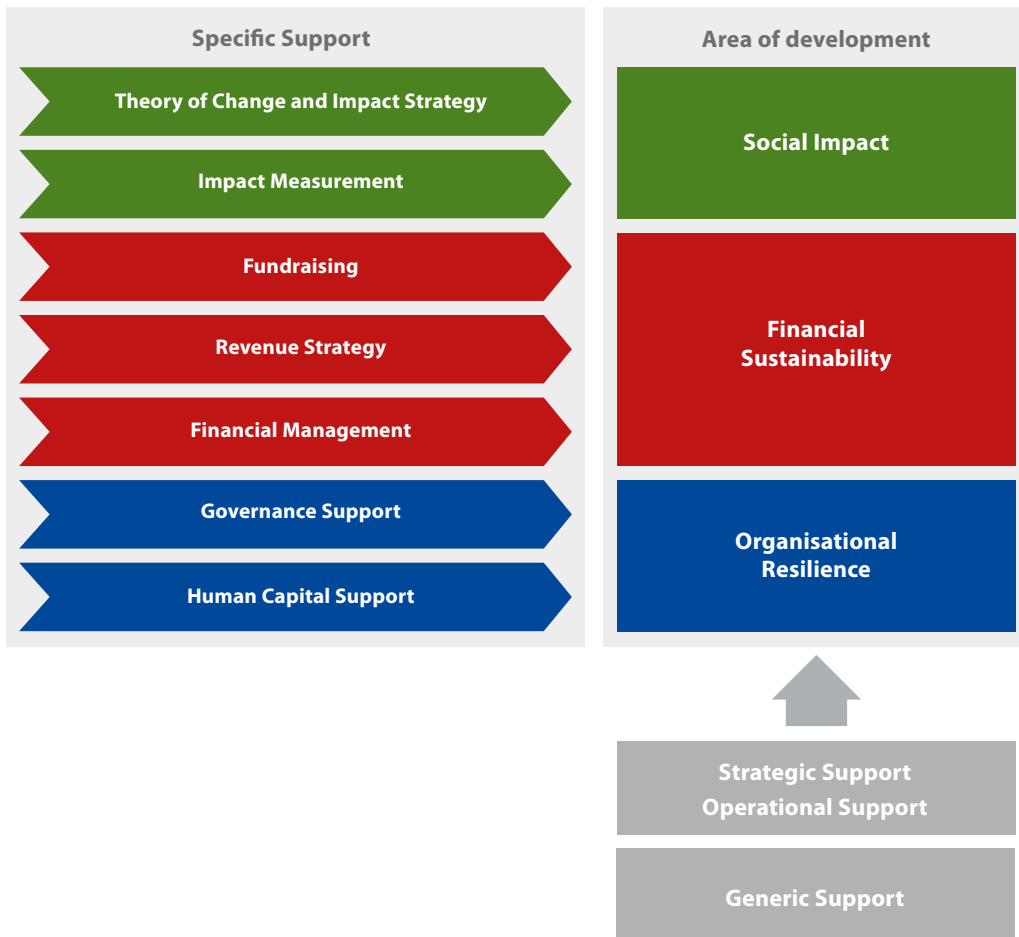 Specific Support
Theory of Change and Impact Strategy
Impact Measurement
Fundraising
Revenue Strategy
Financial Management
Governance Support
Human Capital Support
Area of development
Social Impact
Financial
Sustainability
Organisational
Resilience
Strategic Support
Operational Support
Generic Support